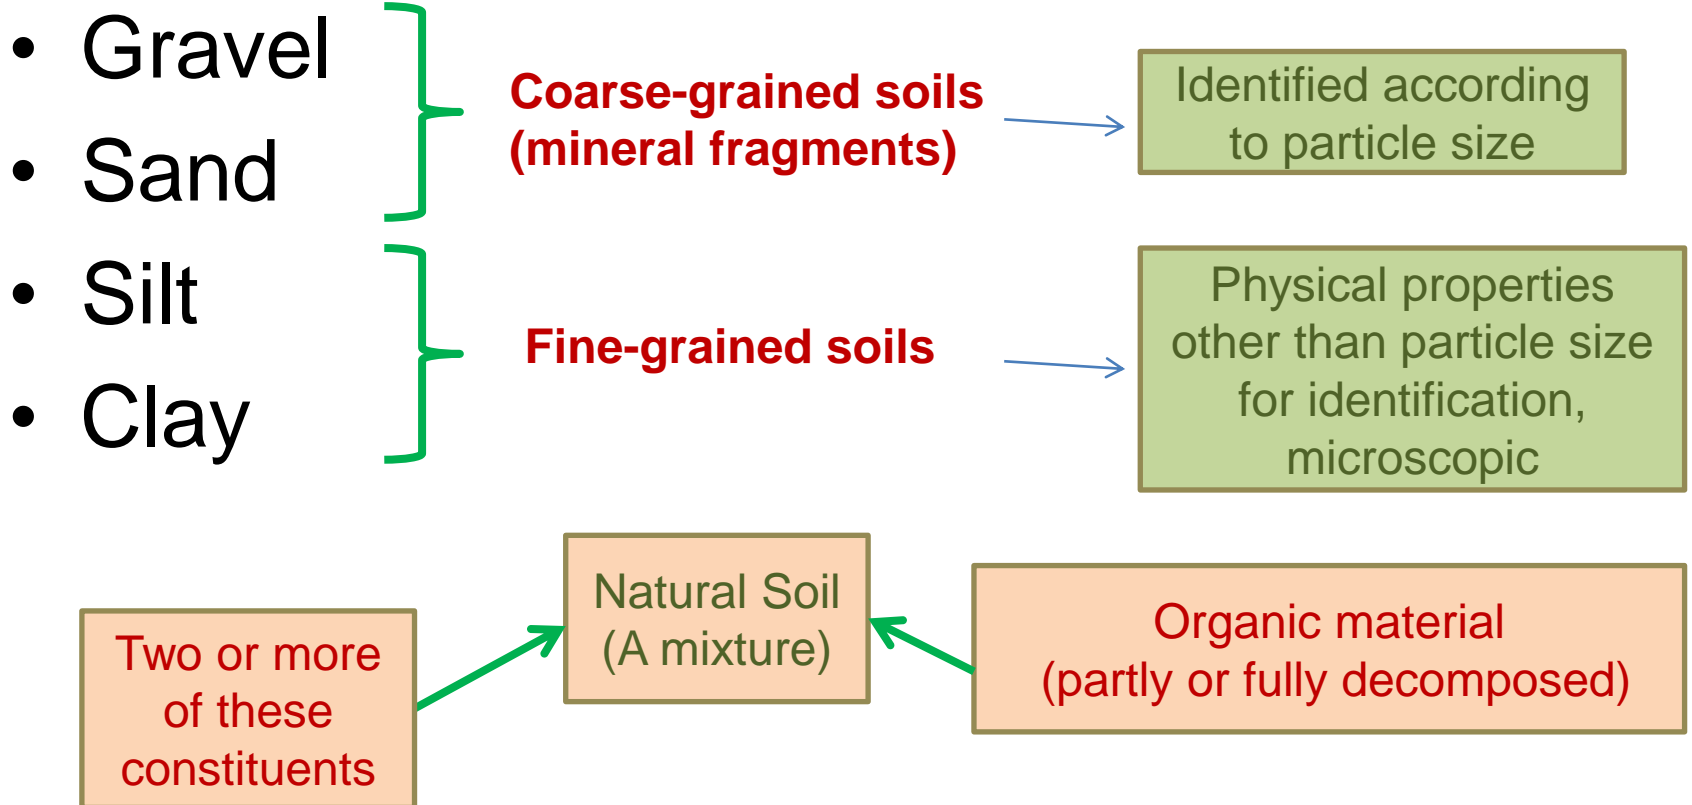 • Gravel
• Sand
• Silt
• Clay
Coarse-grained soils
(mineral fragments)
Identified according
to particle size
Fine-grained soils
Physical properties
other than particle size
for identification,
microscopic
Two or more
of these
constituents
Natural Soil
(A mixture)
Organic material
(partly or fully decomposed)